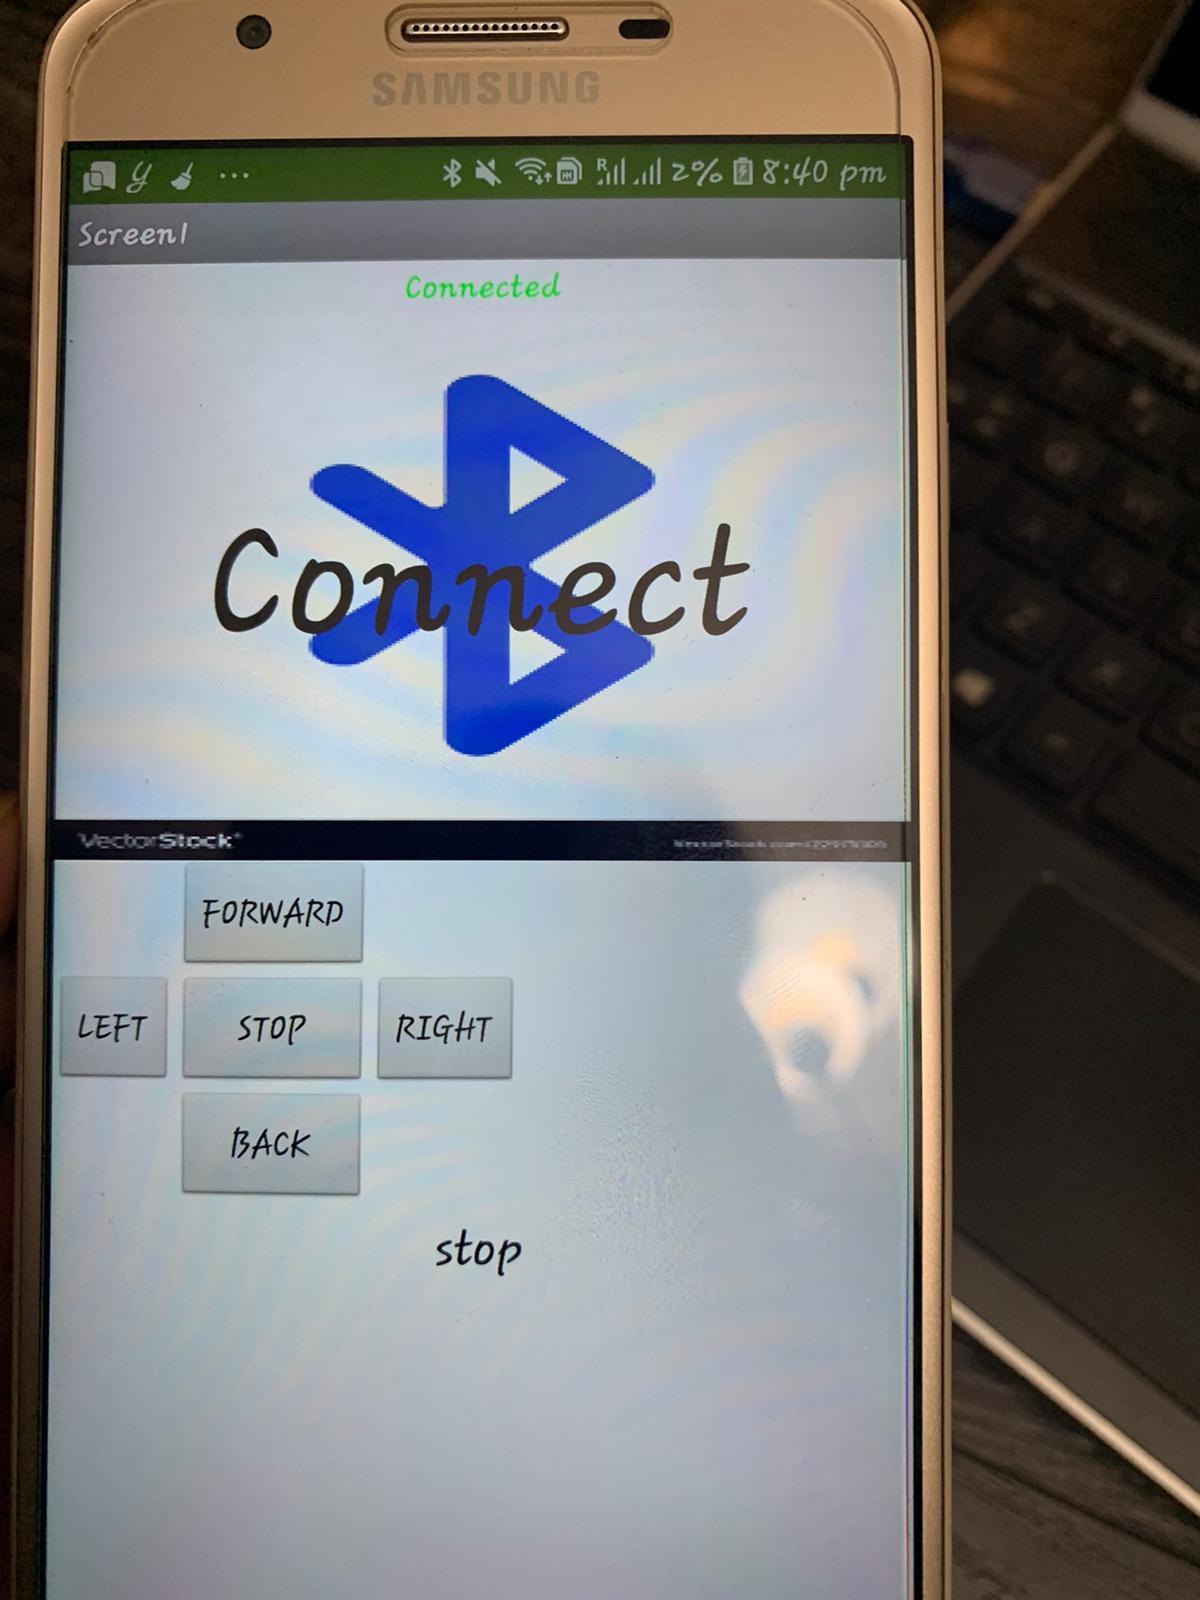 SAMSUNG
y ... R 2% 8:40 pm
Screen1
Connected
Connect
VectorStock®
FORWARD
LEFT STOP RIGHT
BACK
stop